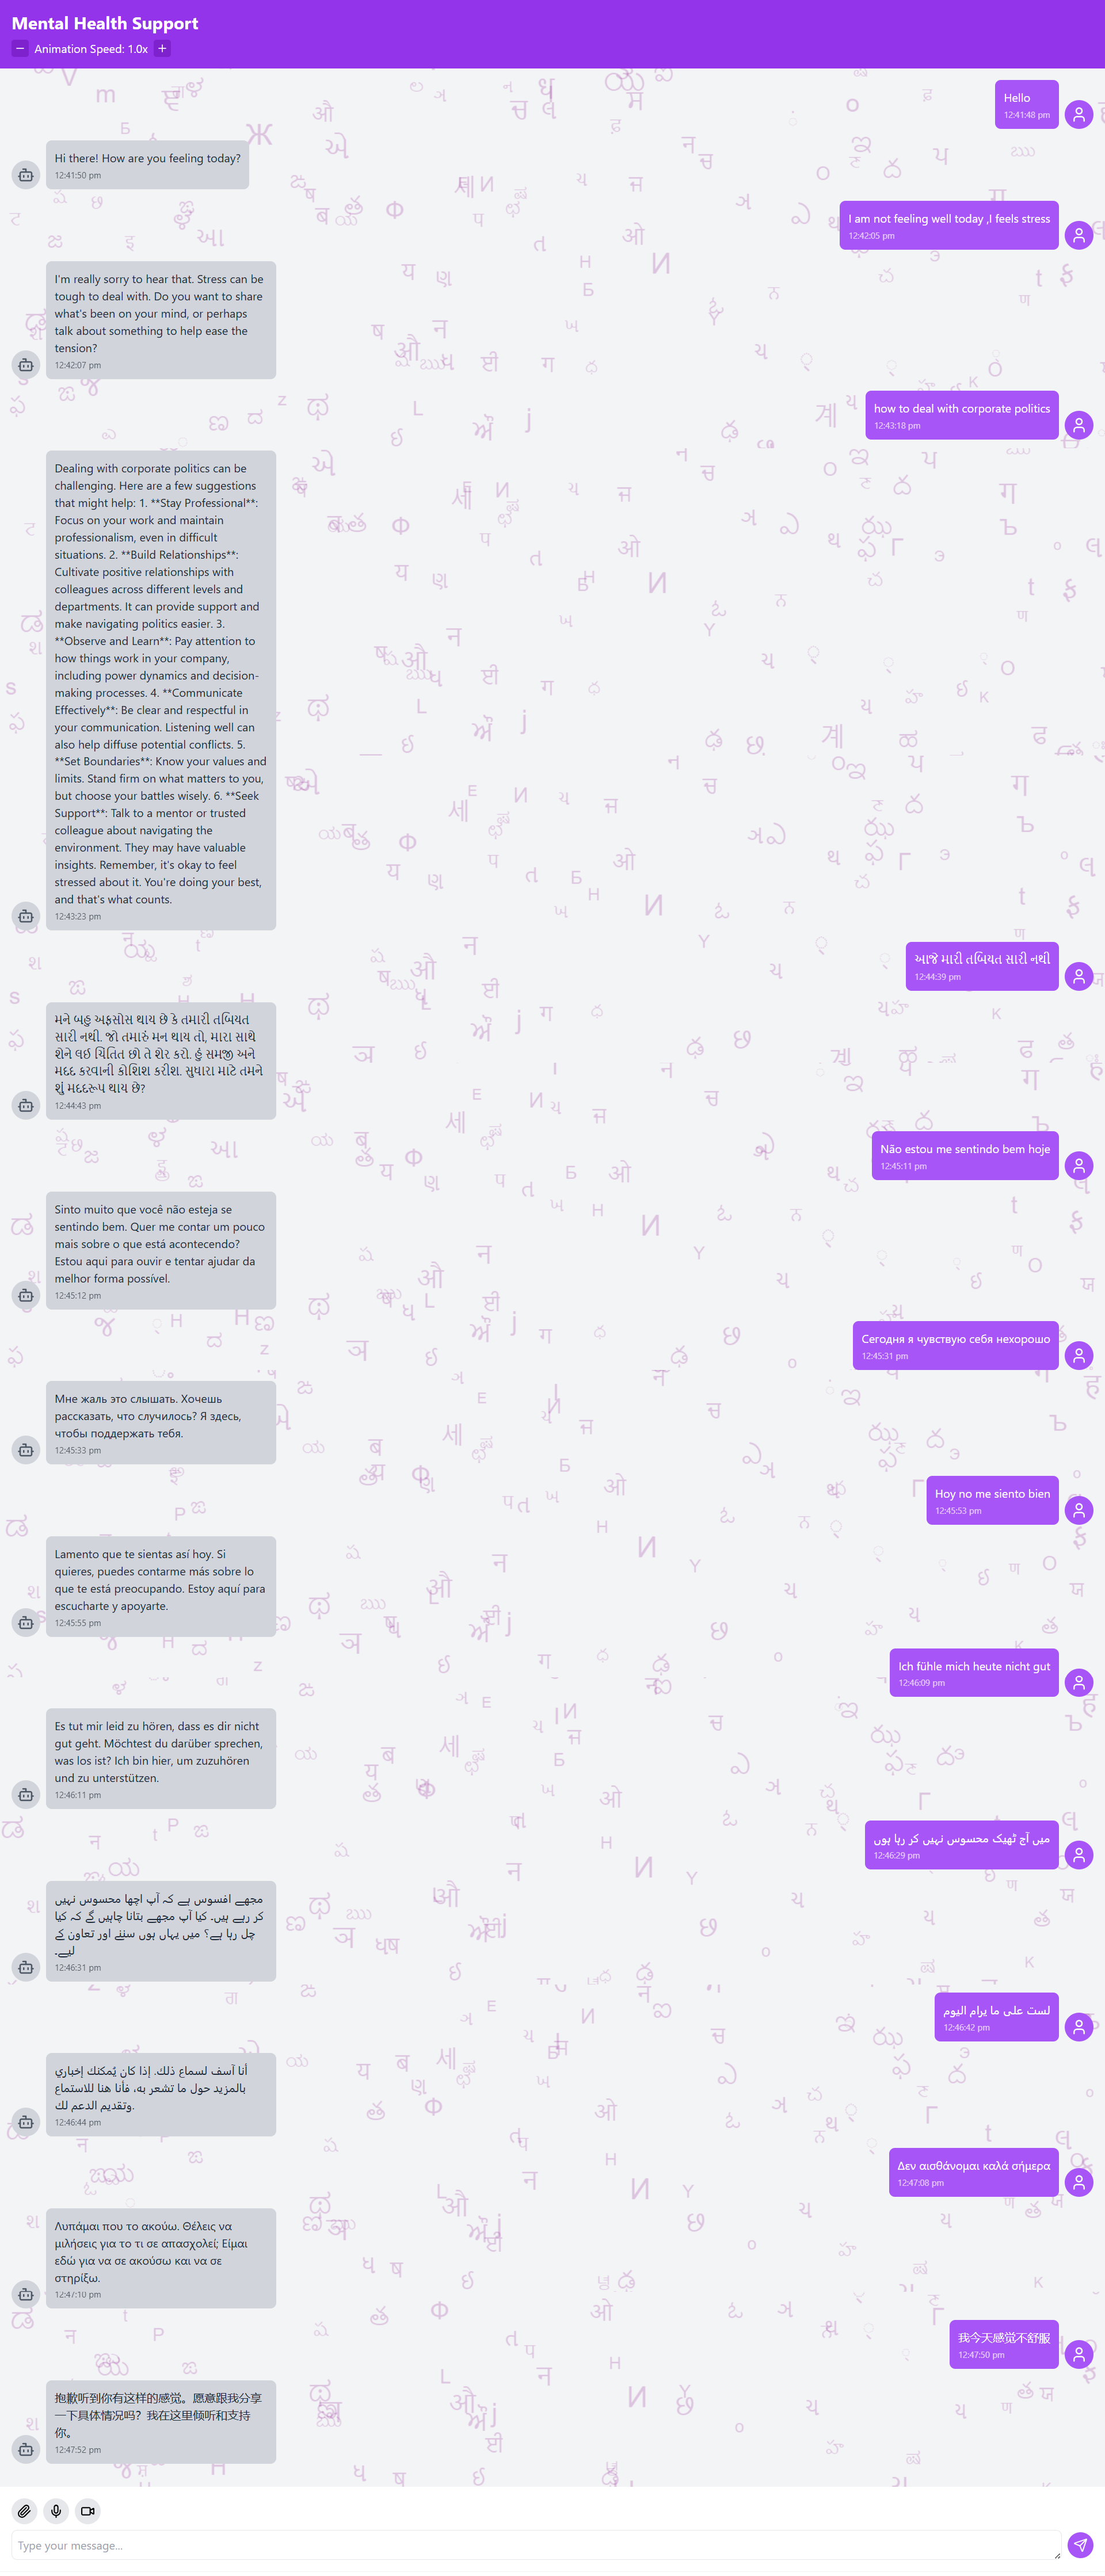 Mental Health Support
Animation Speed: 1.0x
Hello
12:41:48 pm
Hi there! How are you feeling today?
12:41:50 pm
I am not feeling well today ,I feels stress
12:42:05 pm
I'm really sorry to hear that. Stress can be
tough to deal with. Do you want to share
what's been on your mind, or perhaps
talk about something to help ease the
tension?
12:42:07 pm
how to deal with corporate politics
12:43:18 pm
Dealing with corporate politics can be
challenging. Here are a few suggestions
that might help: 1. **Stay Professional**:
Focus on your work and maintain
professionalism, even in difficult
situations. 2. **Build Relationships**:
Cultivate positive relationships with
colleagues across different levels and
departments. It can provide support and
make navigating politics easier. 3.
**Observe and Learn**: Pay attention to
how things work in your company,
including power dynamics and decision-
making processes. 4. **Communicate
Effectively**: Be clear and respectful in
your communication. Listening well can
also help diffuse potential conflicts. 5.
**Set Boundaries**: Know your values and
limits. Stand firm on what matters to you,
but choose your battles wisely. 6. **Seek
Support**: Talk to a mentor or trusted
colleague about navigating the
environment. They may have valuable
insights. Remember, it's okay to feel
stressed about it. You're doing your best,
and that's what counts.
12:43:23 pm
આજે મારી તબિયત સારી નથી
12:44:39 pm
મને બહુ અફસોસ થાય છે કે તમારી તબિયત
સારી નથી. જો તમારું મન થાય તો, મારા સાથે
શેને લઈ ચિંતિત છો તે શેર કરો. હું સમજી અને
મદદ કરવાની કોશિશ કરીશ. સુધારા માટે તમને
શું મદદરૂપ થાય છે?
12:44:43 pm
Não estou me sentindo bem hoje
12:45:11 pm
Sinto muito que você não esteja se
sentindo bem. Quer me contar um pouco
mais sobre o que está acontecendo?
Estou aqui para ouvir e tentar ajudar da
melhor forma possível.
12:45:12 pm
Сегодня я чувствую себя нехорошо
12:45:31 pm
Мне жаль это слышать. Хочешь
рассказать, что случилось? Я здесь,
чтобы поддержать тебя.
12:45:33 pm
Hoy no me siento bien
12:45:53 pm
Lamento que te sientas así hoy. Si
quieres, puedes contarme más sobre lo
que te está preocupando. Estoy aquí para
escucharte y apoyarte.
12:45:55 pm
Ich fühle mich heute nicht gut
12:46:09 pm
Es tut mir leid zu hören, dass es dir nicht
gut geht. Möchtest du darüber sprechen,
was los ist? Ich bin hier, um zuzuhören
und zu unterstützen.
12:46:11 pm
میں آج ٹھیک محسوس نہیں کر رہا ہوں
12:46:29 pm
مجھے افسوس ہے کہ آپ اچھا محسوس نہیں
کر رہے ہیں۔ کیا آپ مجھے بتانا چاہیں گے کہ کیا
چل رہا ہے؟ میں یہاں ہوں سننے اور تعاون کے
لیے۔
12:46:31 pm
لست على ما يرام اليوم
12:46:42 pm
أنا آسف لسماع ذلك. إذا كان يُمكنك إخباري
بالمزيد حول ما تشعر به، فأنا هنا للاستماع
وتقديم الدعم لك.
12:46:44 pm
Δεν αισθάνομαι καλά σήμερα
12:47:08 pm
Λυπάμαι που το ακούω. Θέλεις να
μιλήσεις για το τι σε απασχολεί; Είμαι
εδώ για να σε ακούσω και να σε
στηρίξω.
12:47:10 pm
我今天感觉不舒服
12:47:50 pm
抱歉听到你有这样的感觉。愿意跟我分享
一下具体情况吗？我在这里倾听和支持
你。
12:47:52 pm
Type your message...